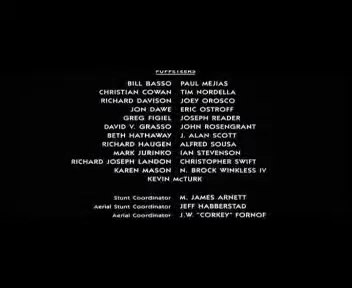 PUPPETEERS
BILL BASSO PAUL MEJIAS
CHRISTIAN COWAN TIM NORDELLA
RICHARD DAVISON JOEY OROSCO
JON DAWE ERIC OSTROFF
GREG FIGIEL JOSEPH READER
DAVID V. GRASSO JOHN ROSENGRANT
BETH HATHAWAY J. ALAN SCOTT
RICHARD HAUGEN ALFRED SOUSA
MARK JURINKO IAN STEVENSON
RICHARD JOSEPH LANDON CHRISTOPHER SWIFT
KAREN MASON N. BROCK WINKLESS IV
KEVIN McTURK
Stunt Coordinator M. JAMES ARNETT
Aerial Stunt Coordinator JEFF HABBERSTAD
Aerial Coordinator J.W. "CORKEY" FORNOF